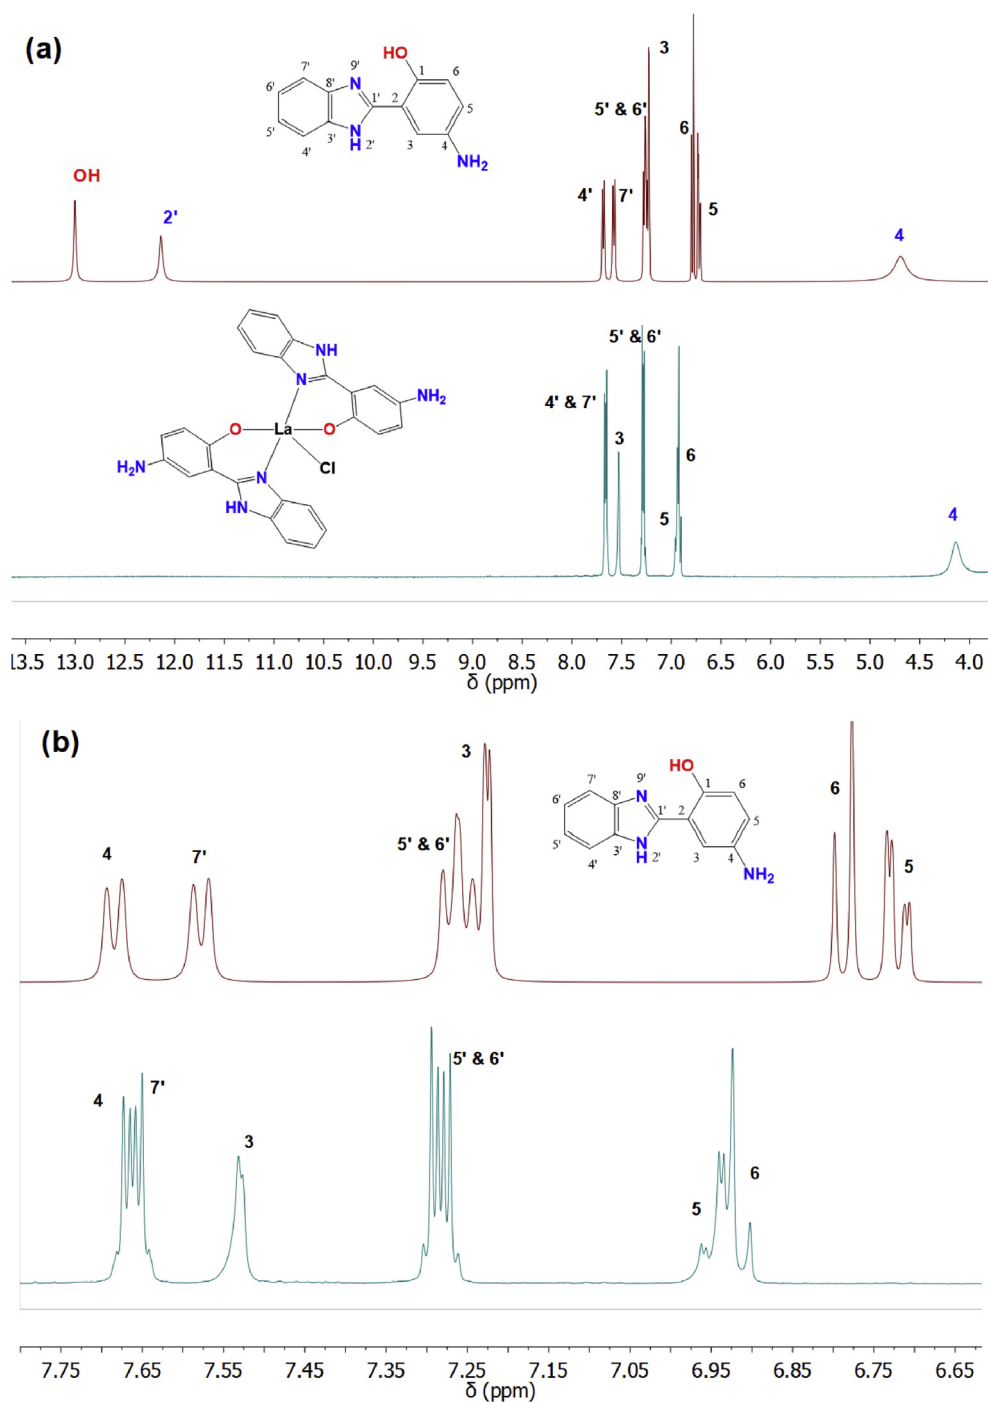 (a)
HO
7'
9'
N
1
6
6'
8'
1'
2
5
5'
3'
N
H
2'
3
4
4'
NH2
3
5' & 6'
6
OH
2'
4'
7'
5
4
NH
N
NH2
O
La
O
Cl
H2N
N
HN
5' & 6'
4' & 7'
3
6
5
4
13.5 13.0 12.5 12.0 11.5 11.0 10.5 10.0 9.5 9.0 8.5 8.0 7.5 7.0 6.5 6.0 5.5 5.0 4.5 4.0
δ (ppm)
(b)
3
HO
7'
9'
N
1
6
6'
8'
1'
2
5
5'
3'
N
H
2'
3
4
4'
NH2
6
5' & 6'
4
7'
5
5' & 6'
4
7'
3
6
5
7.75 7.65 7.55 7.45 7.35 7.25 7.15 7.05 6.95 6.85 6.75 6.65
δ (ppm)